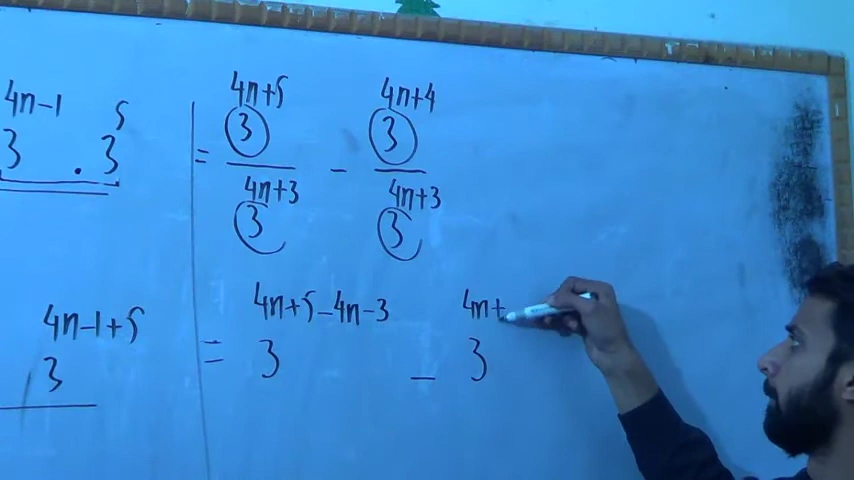 4n-1 5
3 . 3
= 3^{4n+5} / 3^{4n+3} - 3^{4n+4} / 3^{4n+3}
3^{4n-1+5}
= 3^{4n+5-4n-3} - 3^{4n+}